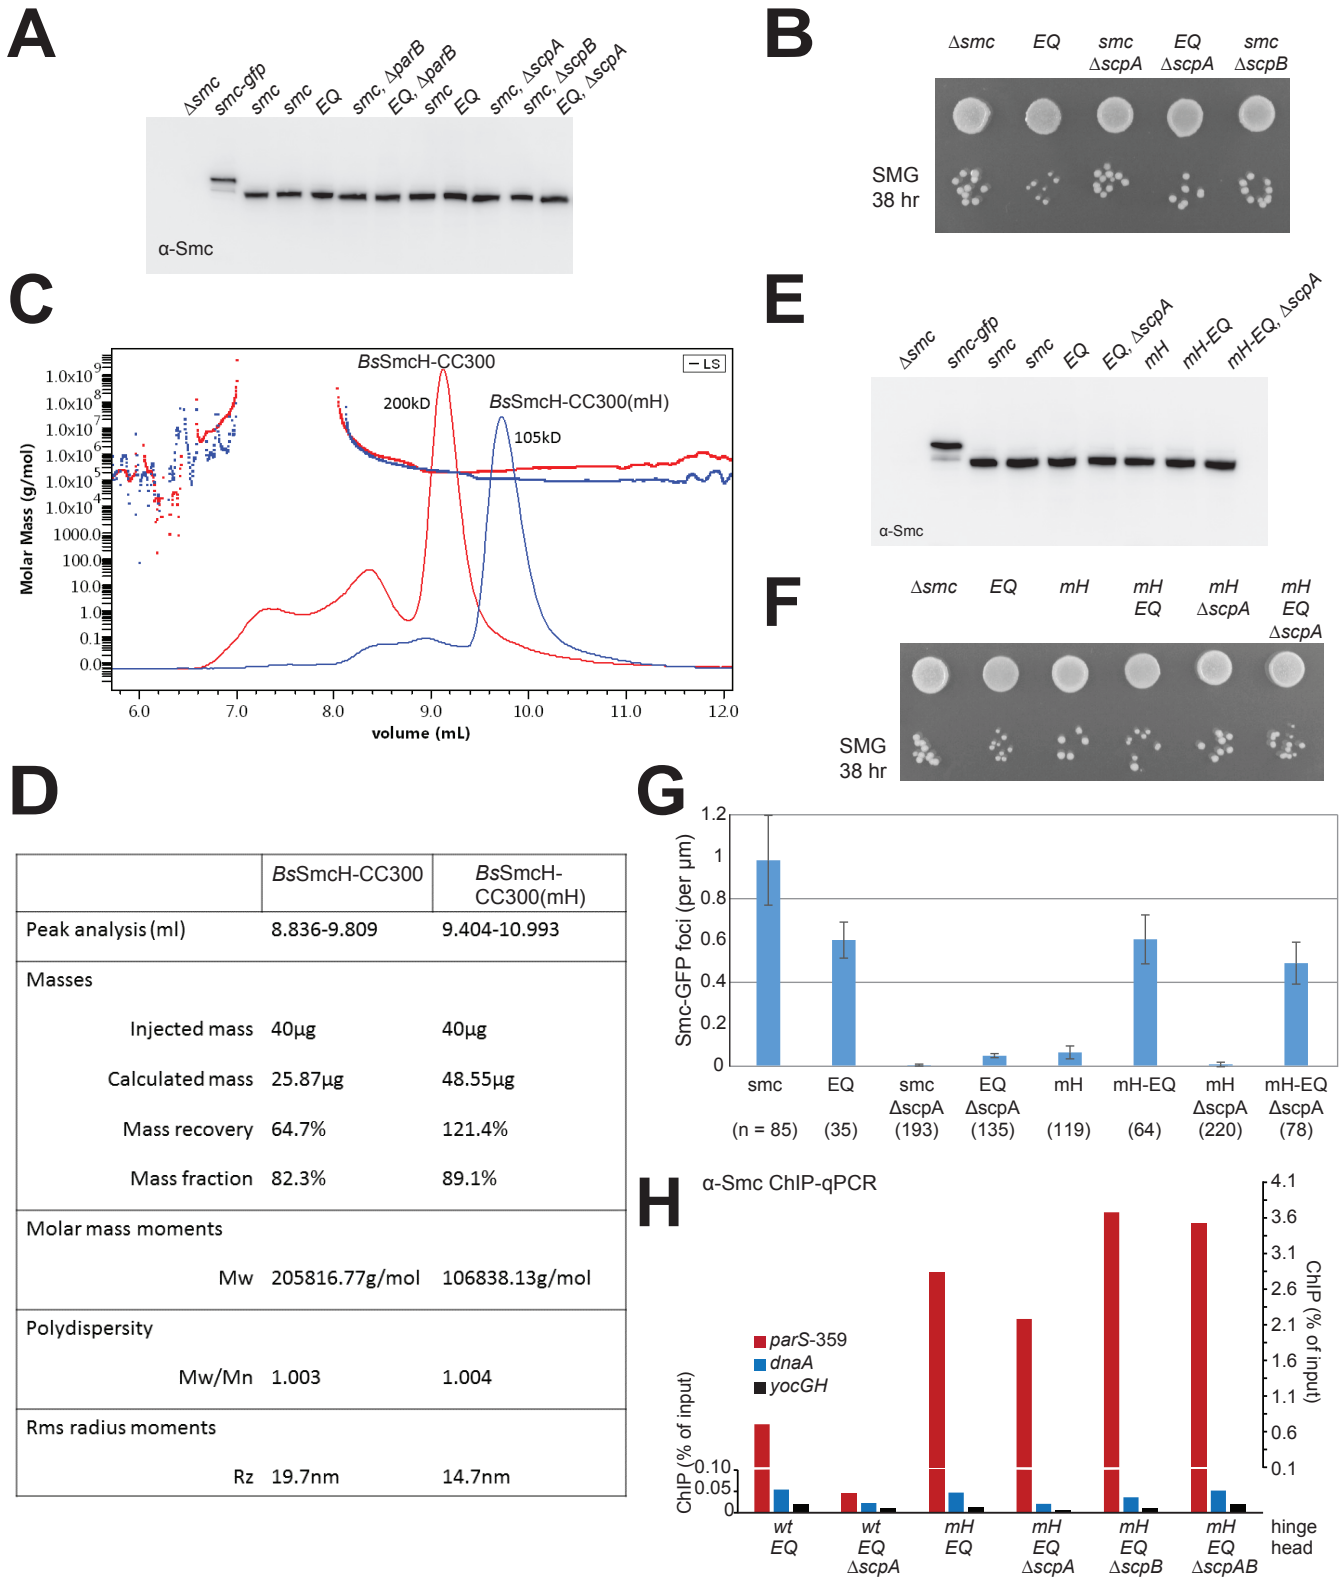 A
Δsmc
smc-gfp
smc
smc
EQ
smc, ΔparB
EQ, ΔparB
smc
EQ
smc, ΔscpA
smc, ΔscpB
EQ, ΔscpA
α-Smc
B
Δsmc EQ smc EQ smc
ΔscpA ΔscpA ΔscpB
SMG
38 hr
C
BsSmcH-CC300
LS
200kD
BsSmcH-CC300(mH)
105kD
1.0x10⁹
1.0x10⁸
1.0x10⁷
1.0x10⁶
1.0x10⁵
1.0x10⁴
1000.0
100.0
10.0
1.0
0.1
0.0
Molar Mass (g/mol)
6.0 7.0 8.0 9.0 10.0 11.0 12.0
volume (mL)
E
Δsmc
smc-gfp
smc
smc
EQ
EQ, ΔscpA
mH
mH-EQ
mH-EQ, ΔscpA
α-Smc
F
Δsmc EQ mH mH mH mH
EQ ΔscpA EQ
ΔscpA
SMG
38 hr
D
BsSmcH-CC300 BsSmcH-
CC300(mH)
Peak analysis (ml) 8.836-9.809 9.404-10.993
Masses
Injected mass 40µg 40µg
Calculated mass 25.87µg 48.55µg
Mass recovery 64.7% 121.4%
Mass fraction 82.3% 89.1%
Molar mass moments
Mw 205816.77g/mol 106838.13g/mol
Polydispersity
Mw/Mn 1.003 1.004
Rms radius moments
Rz 19.7nm 14.7nm
G
Smc-GFP foci (per µm)
1.2
1
0.8
0.6
0.4
0.2
0
smc EQ smc EQ mH mH-EQ mH mH-EQ
ΔscpA ΔscpA ΔscpA ΔscpA
(n = 85) (35) (193) (135) (119) (64) (220) (78)
H
α-Smc ChIP-qPCR
parS-359
dnaA
yocGH
ChIP (% of input)
0.10
0.05
0
4.1
3.6
3.1
2.6
2.1
1.6
1.1
0.6
0.1
ChIP (% of input)
wt wt mH mH mH mH hinge
EQ EQ EQ EQ EQ EQ head
ΔscpA ΔscpA ΔscpB ΔscpAB